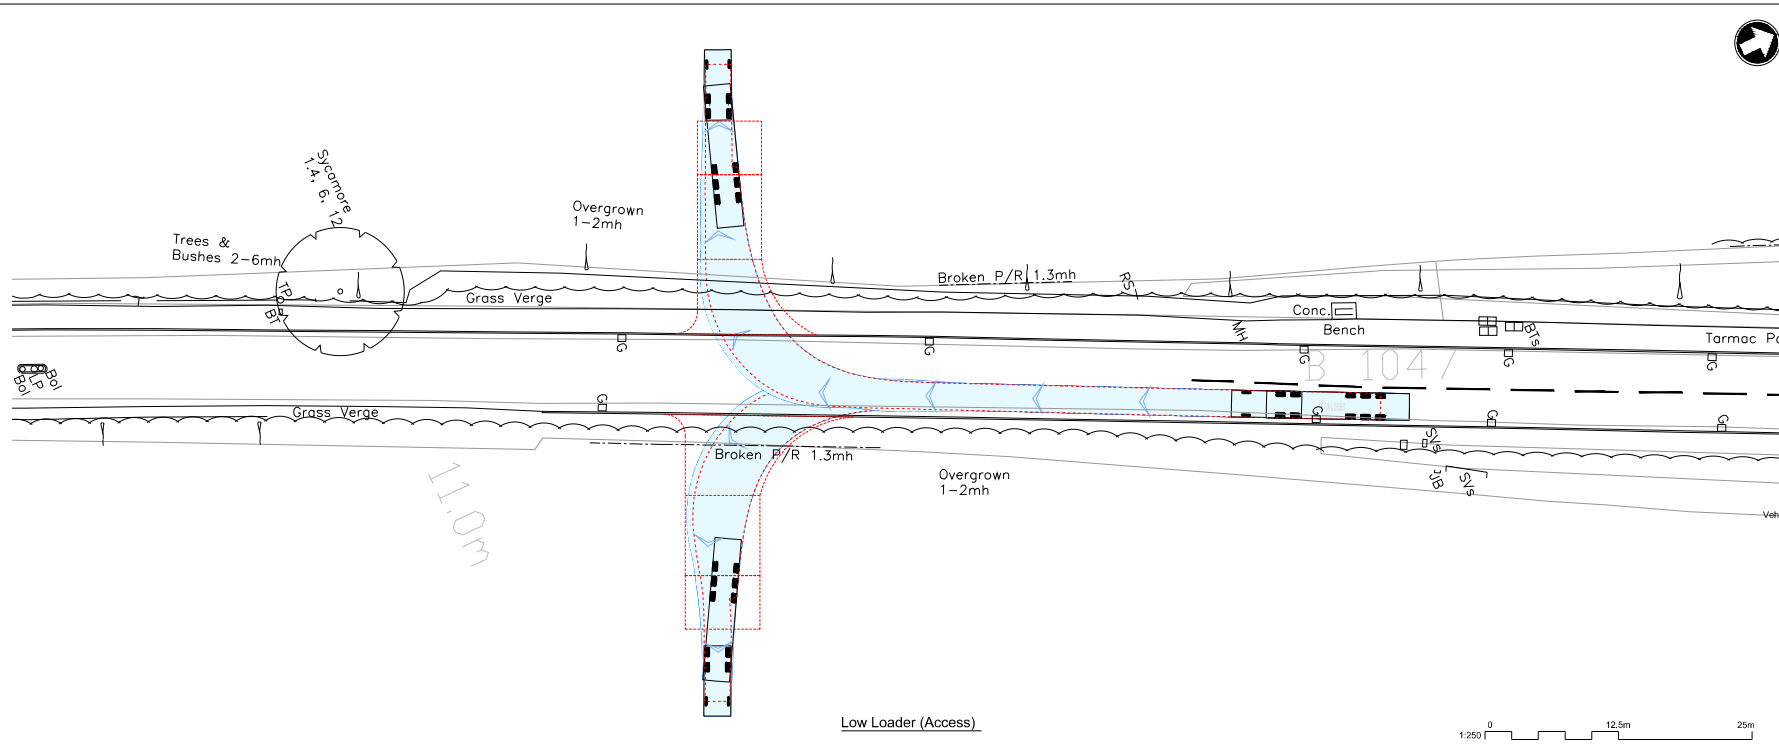 Sycamore
1.4, 6, 12
Overgrown
1-2mh
Trees &
Bushes 2-6mh
Broken P/R 1.3mh
RS
TP
BT
Grass Verge
Conc.
Bench
MH
BTs
Tarmac Pa
G
G
G
G
G
B 1047
Bol
LP
Bol
G
Grass Verge
G
G
G
Broken P/R 1.3mh
SVs
Overgrown
1-2mh
JB
SVs
11.0m
Veh
Low Loader (Access)
0
12.5m
25m
1:250